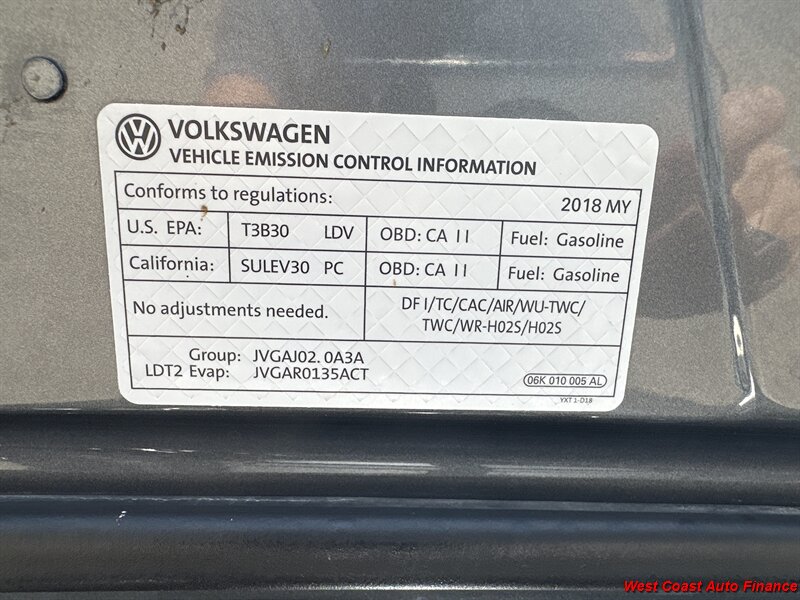 VOLKSWAGEN
VEHICLE EMISSION CONTROL INFORMATION
Conforms to regulations: 2018 MY
U.S. EPA: T3B30 LDV OBD: CA II Fuel: Gasoline
California: SULEV30 PC OBD: CA II Fuel: Gasoline
No adjustments needed.
DFI/TC/CAC/AIR/WU-TWC/
TWC/WR-HO2S/HO2S
Group: JVGAJ02.0A3A
LDT2 Evap: JVGAR0135ACT
06K 010 005 AL
YXT 1-D18
West Coast Auto Finance